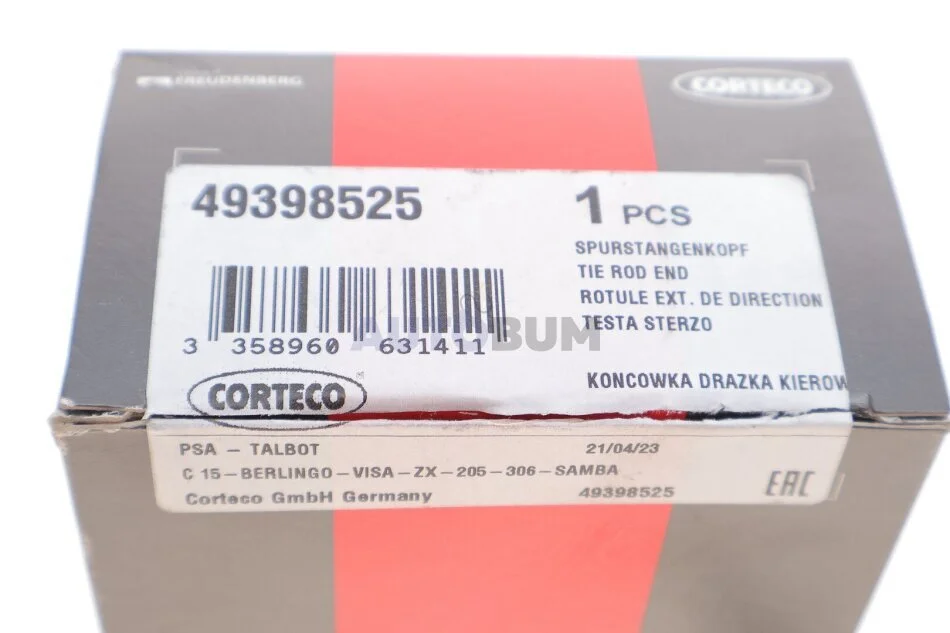 FREUDENBERG
CORTECO
49398525
1 PCS
SPURSTANGENKOPF
TIE ROD END
ROTULE EXT. DE DIRECTION
TESTA STERZO
3 358960 631411
AUTOBUM
KONCOWKA DRAZKA KIEROW
CORTECO
PSA - TALBOT
21/04/23
C 15-BERLINGO-VISA-ZX-205-306-SAMBA
Corteco GmbH Germany
49398525
EAC